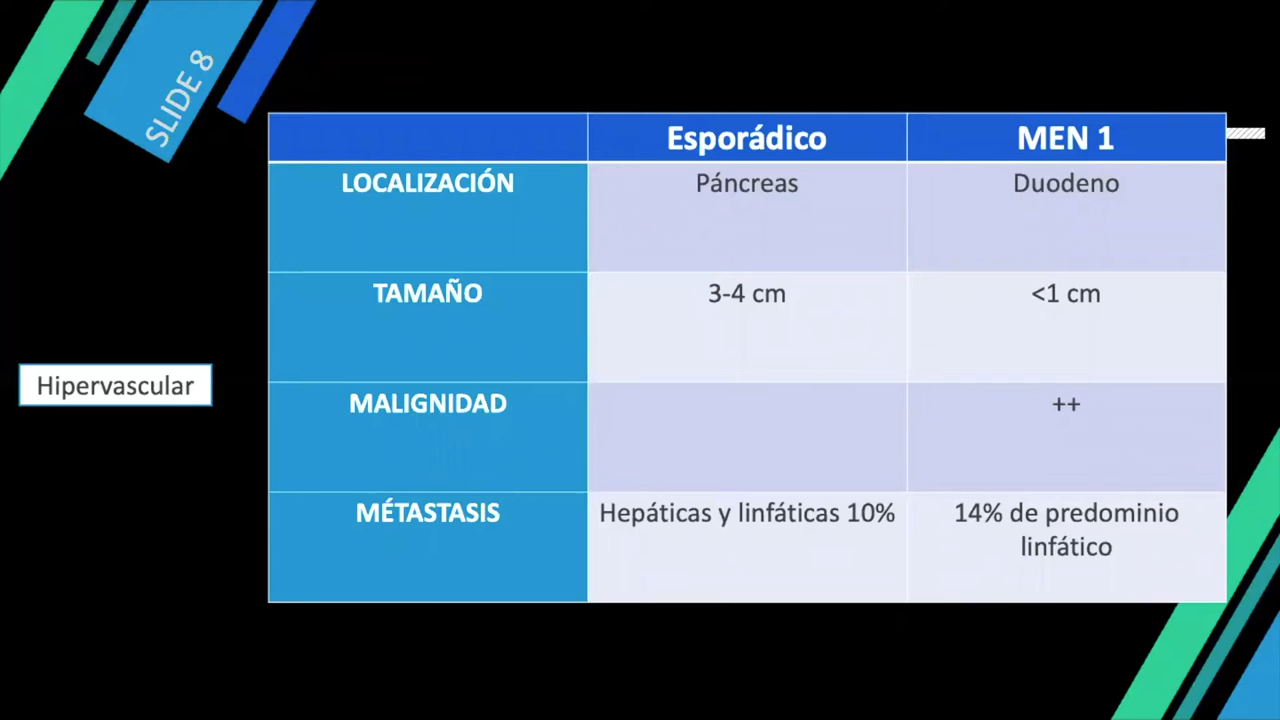 SLIDE 8
Esporádico MEN 1
LOCALIZACIÓN Páncreas Duodeno
TAMAÑO 3-4 cm <1 cm
Hipervascular
MALIGNIDAD ++
MÉTASTASIS Hepáticas y linfáticas 10% 14% de predominio
linfático